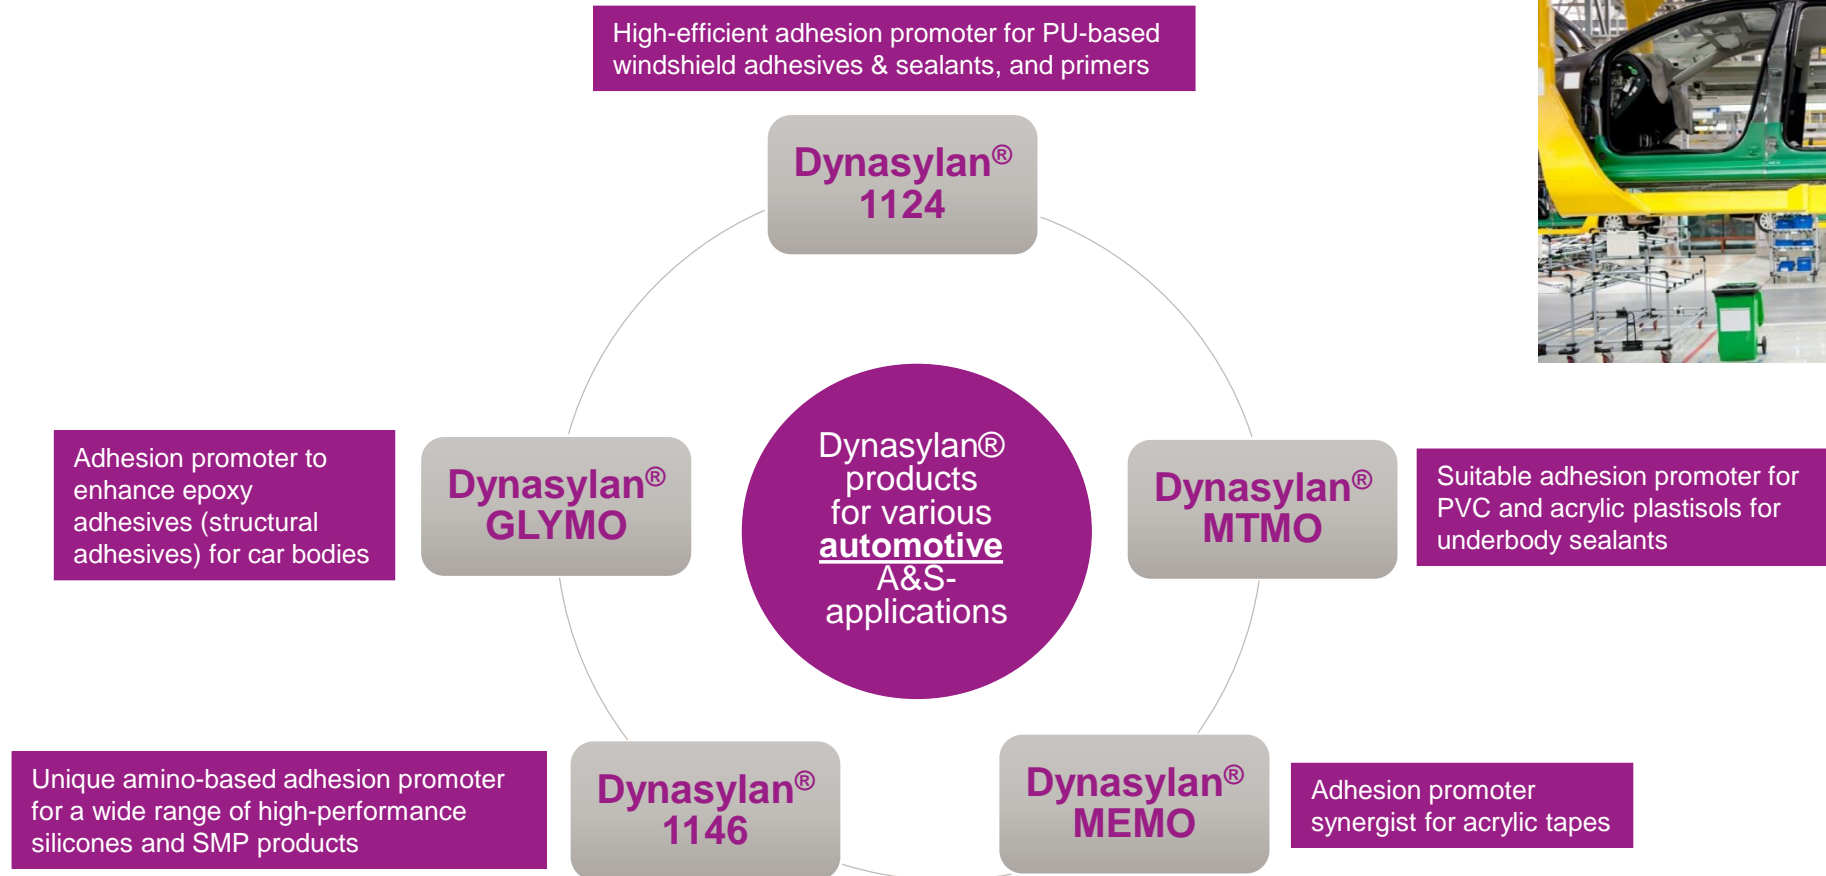 High-efficient adhesion promoter for PU-based
windshield adhesives & sealants, and primers
Dynasylan®
1124
Adhesion promoter to
enhance epoxy
adhesives (structural
adhesives) for car bodies
Dynasylan®
GLYMO
Dynasylan®
products
for various
automotive
A&S-
applications
Dynasylan®
MTMO
Suitable adhesion promoter for
PVC and acrylic plastisols for
underbody sealants
Unique amino-based adhesion promoter
for a wide range of high-performance
silicones and SMP products
Dynasylan®
1146
Dynasylan®
MEMO
Adhesion promoter
synergist for acrylic tapes